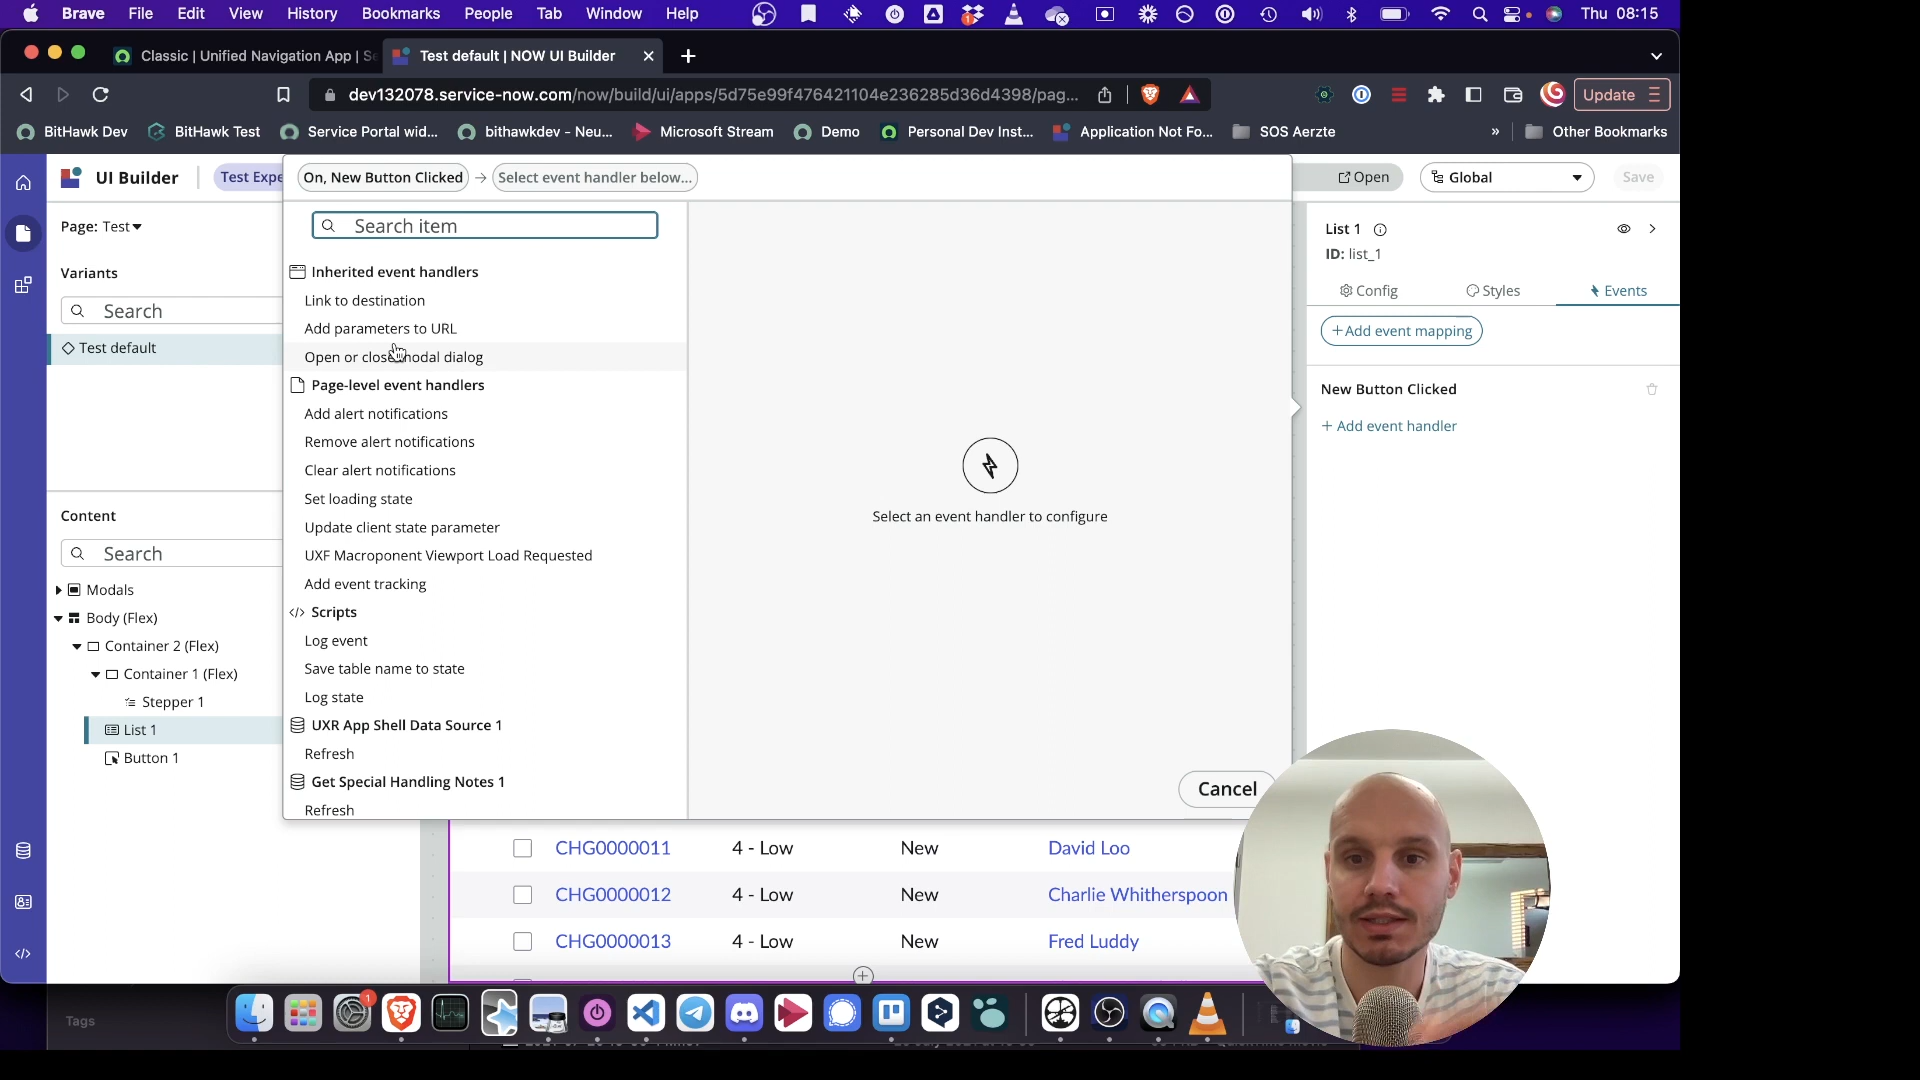 Brave File Edit View History Bookmarks People Tab Window Help
Thu 08:15
Classic | Unified Navigation App | Se
Test default | NOW UI Builder
dev132078.service-now.com/now/build/ui/apps/5d75e99f476421104e236285d36d4398/pag...
Update
BitHawk Dev
BitHawk Test
Service Portal wid...
bithawkdev - Neu...
Microsoft Stream
Demo
Personal Dev Inst...
Application Not Fo...
SOS Aerzte
»
Other Bookmarks
UI Builder
Test Expe
On, New Button Clicked
Select event handler below...
Open
Global
Save
Page: Test
Variants
Search
Test default
Content
Search
Modals
Body (Flex)
Container 2 (Flex)
Container 1 (Flex)
Stepper 1
List 1
Button 1
Search item
Inherited event handlers
Link to destination
Add parameters to URL
Open or close modal dialog
Page-level event handlers
Add alert notifications
Remove alert notifications
Clear alert notifications
Set loading state
Update client state parameter
UXF Macroponent Viewport Load Requested
Add event tracking
Scripts
Log event
Save table name to state
Log state
UXR App Shell Data Source 1
Refresh
Get Special Handling Notes 1
Refresh
Select an event handler to configure
Cancel
List 1
ID: list_1
Config
Styles
Events
+Add event mapping
New Button Clicked
+ Add event handler
CHG0000011 4 - Low New David Loo
CHG0000012 4 - Low New Charlie Whitherspoon
CHG0000013 4 - Low New Fred Luddy
1
Tags